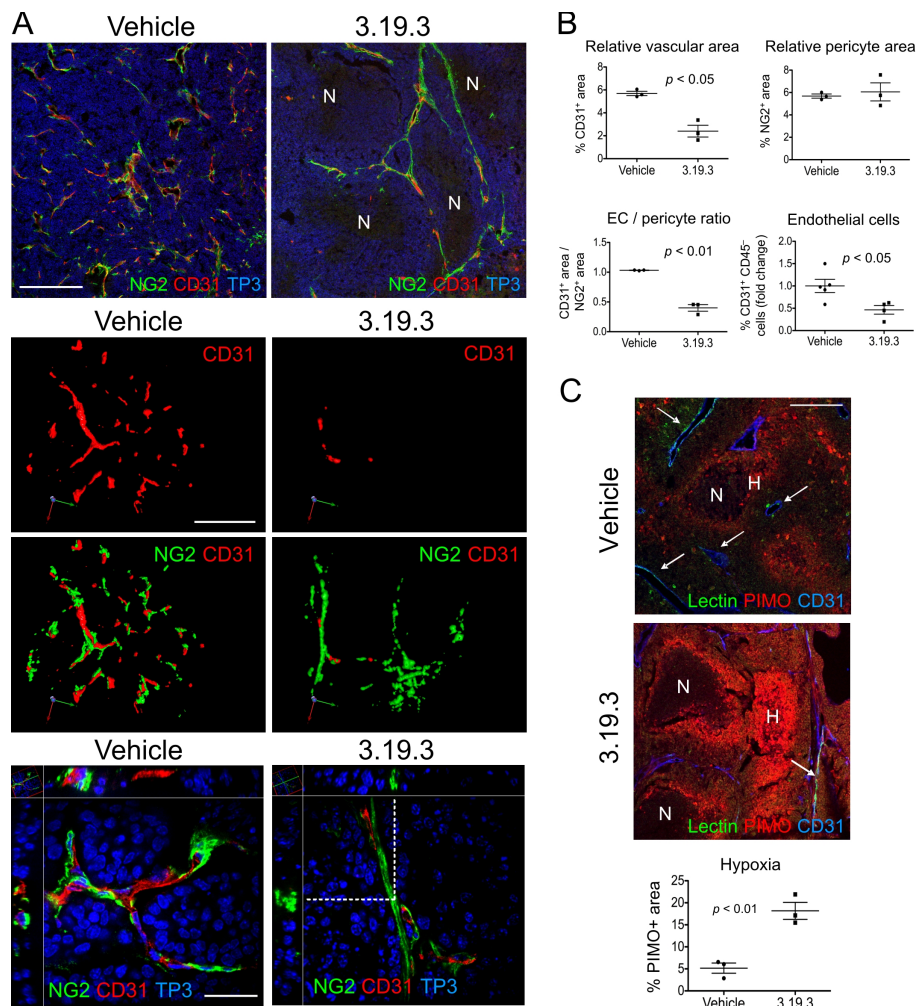 A
Vehicle
3.19.3
N
N
N
N
NG2 CD31 TP3
NG2 CD31 TP3
Vehicle
3.19.3
CD31
CD31
NG2 CD31
NG2 CD31
Vehicle
3.19.3
NG2 CD31 TP3
NG2 CD31 TP3
B
Relative vascular area
% CD31⁺ area
8
6
4
2
0
p < 0.05
Vehicle
3.19.3
Relative pericyte area
% NG2⁺ area
10
8
6
4
2
0
Vehicle
3.19.3
EC / pericyte ratio
CD31⁺ area /
NG2⁺ area
1.5
1.0
0.5
0.0
p < 0.01
Vehicle
3.19.3
Endothelial cells
% CD31⁺ CD45⁻
cells (fold change)
2.0
1.5
1.0
0.5
0.0
p < 0.05
Vehicle
3.19.3
C
Vehicle
N
H
Lectin PIMO CD31
3.19.3
N
H
N
Lectin PIMO CD31
Hypoxia
% PIMO+ area
25
20
15
10
5
0
p < 0.01
Vehicle
3.19.3